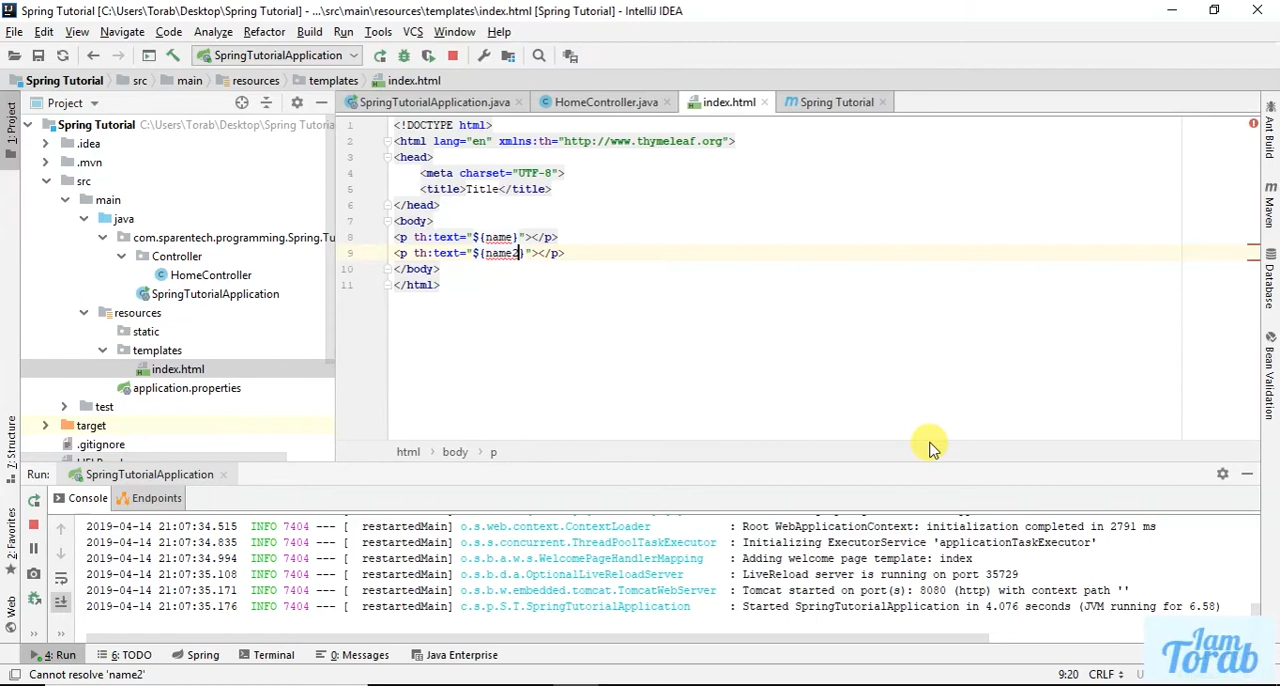 Spring Tutorial [C:\Users\Torab\Desktop\Spring Tutorial] - ...\src\main\resources\templates\index.html [Spring Tutorial] - IntelliJ IDEA
File Edit View Navigate Code Analyze Refactor Build Run Tools VCS Window Help
SpringTutorialApplication
Spring Tutorial src main resources templates index.html
1: Project
Project
SpringTutorialApplication.java HomeController.java index.html Spring Tutorial
Spring Tutorial C:\Users\Torab\Desktop\Spring Tutoria
.idea
.mvn
src
main
java
com.sparentech.programming.Spring.Tu
Controller
HomeController
SpringTutorialApplication
resources
static
templates
index.html
application.properties
test
target
.gitignore
1 <!DOCTYPE html>
2 <html lang="en" xmlns:th="http://www.thymeleaf.org">
3 <head>
4 <meta charset="UTF-8">
5 <title>Title</title>
6 </head>
7 <body>
8 <p th:text="${name}"></p>
9 <p th:text="${name2}"></p>
10 </body>
11 </html>
Ant Build
Maven
Database
Bean Validation
html › body › p
Z: Structure
2: Favorites
Web
Run: SpringTutorialApplication
Console Endpoints
2019-04-14 21:07:34.515 INFO 7404 --- [ restartedMain] o.s.web.context.ContextLoader : Root WebApplicationContext: initialization completed in 2791 ms
2019-04-14 21:07:34.835 INFO 7404 --- [ restartedMain] o.s.s.concurrent.ThreadPoolTaskExecutor : Initializing ExecutorService 'applicationTaskExecutor'
2019-04-14 21:07:34.994 INFO 7404 --- [ restartedMain] o.s.b.a.w.s.WelcomePageHandlerMapping : Adding welcome page template: index
2019-04-14 21:07:35.108 INFO 7404 --- [ restartedMain] o.s.b.d.a.OptionalLiveReloadServer : LiveReload server is running on port 35729
2019-04-14 21:07:35.171 INFO 7404 --- [ restartedMain] o.s.b.w.embedded.tomcat.TomcatWebServer : Tomcat started on port(s): 8080 (http) with context path ''
2019-04-14 21:07:35.176 INFO 7404 --- [ restartedMain] c.s.p.S.T.SpringTutorialApplication : Started SpringTutorialApplication in 4.076 seconds (JVM running for 6.58)
4: Run 6: TODO Spring Terminal 0: Messages Java Enterprise
Cannot resolve 'name2' 9:20 CRLF
Iam
Torab